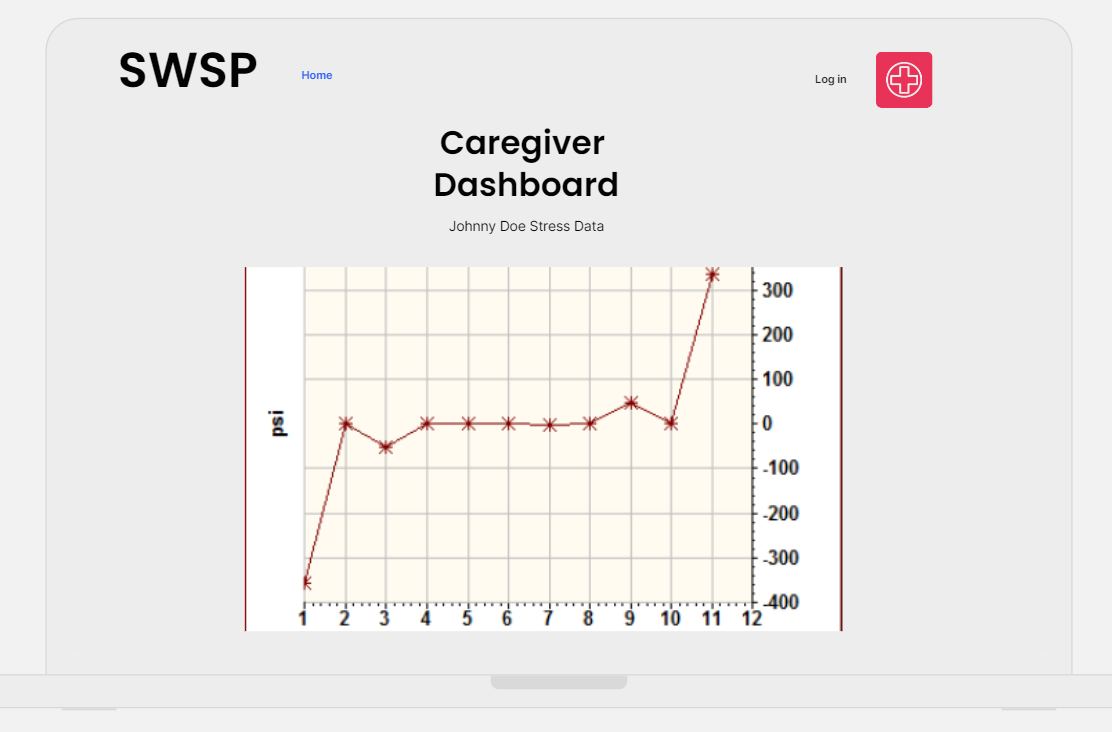 SWSP
Home
Log in
Caregiver
Dashboard
Johnny Doe Stress Data
psi
300
200
100
0
-100
-200
-300
-400
1 2 3 4 5 6 7 8 9 10 11 12